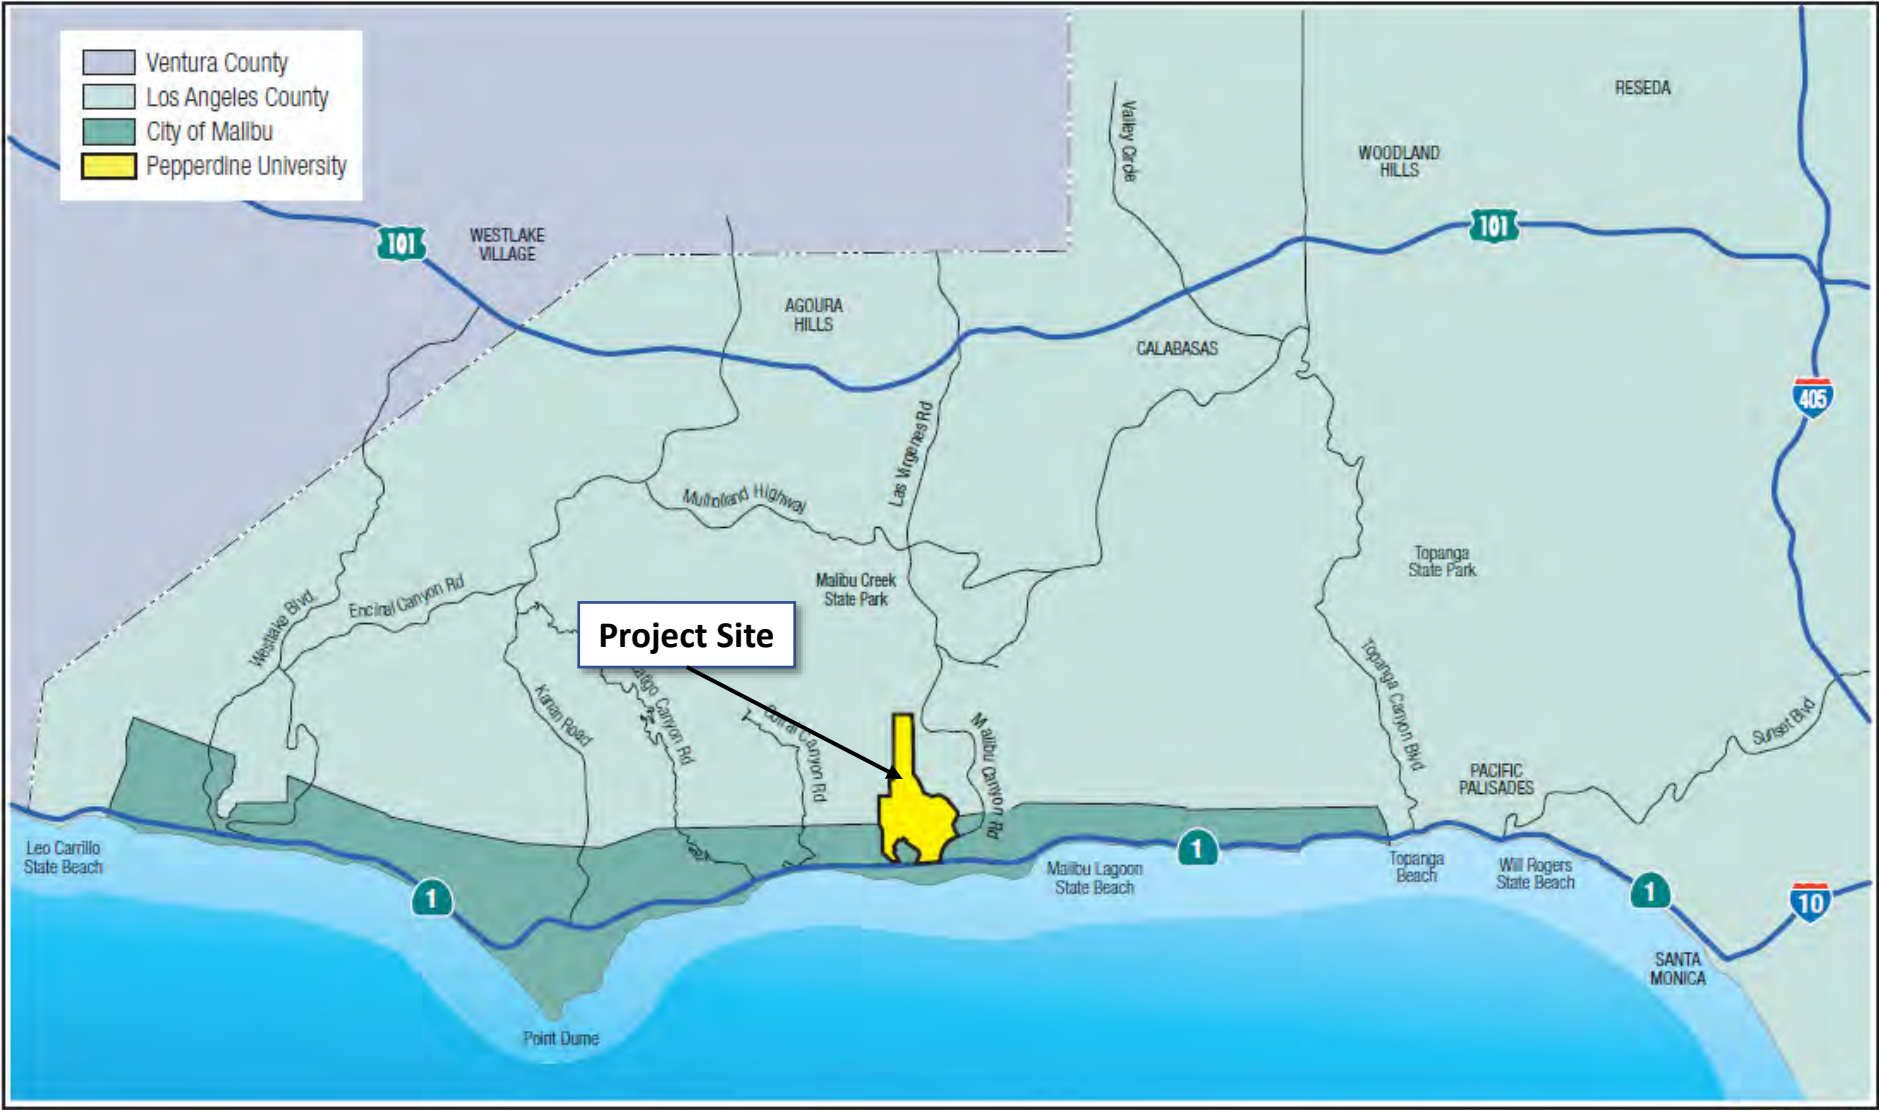 Ventura County
Los Angeles County
City of Malibu
Pepperdine University
RESEDA
Valley Circle
WOODLAND
HILLS
101
WESTLAKE
VILLAGE
101
AGOURA
HILLS
CALABASAS
405
Las Virgenes Rd
Mulholland Highway
Topanga
State Park
Malibu Creek
State Park
Encinal Canyon Rd
Westlake Blvd.
Project Site
Kanan Road
Canyon Rd
Canyon Rd
Malibu Canyon Rd
Topanga Canyon Blvd
Sunset Blvd
PACIFIC
PALISADES
Leo Carrillo
State Beach
1
Malibu Lagoon
State Beach
1
Topanga
Beach
Will Rogers
State Beach
1
10
SANTA
MONICA
Point Dume